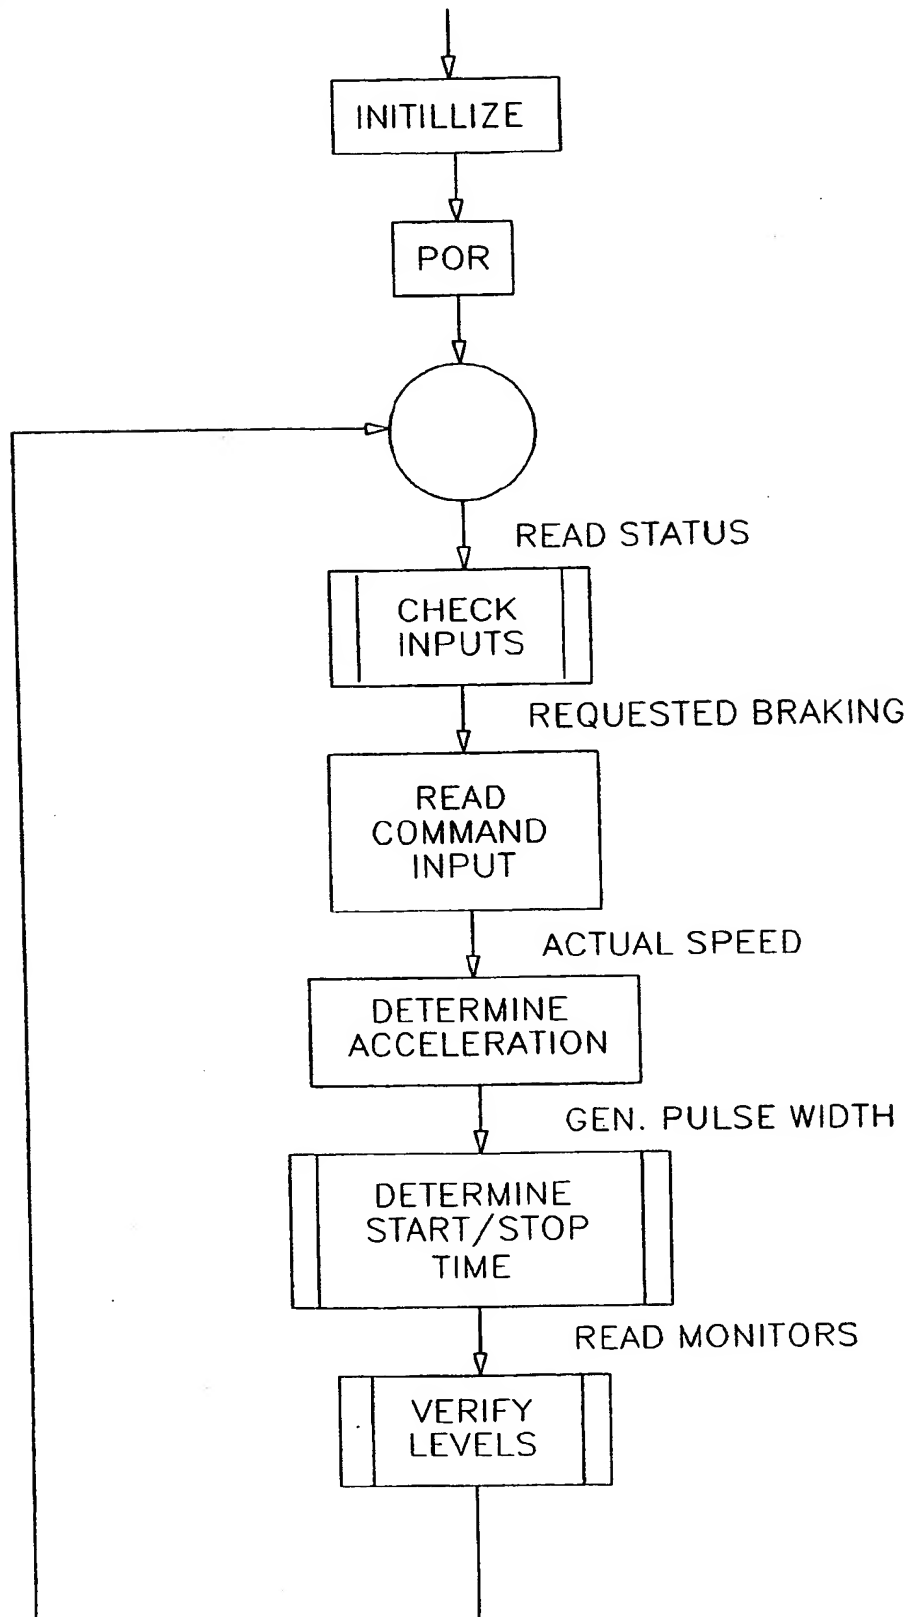 INITILLIZE
POR
READ STATUS
CHECK
INPUTS
REQUESTED BRAKING
READ
COMMAND
INPUT
ACTUAL SPEED
DETERMINE
ACCELERATION
GEN. PULSE WIDTH
DETERMINE
START/STOP
TIME
READ MONITORS
VERIFY
LEVELS